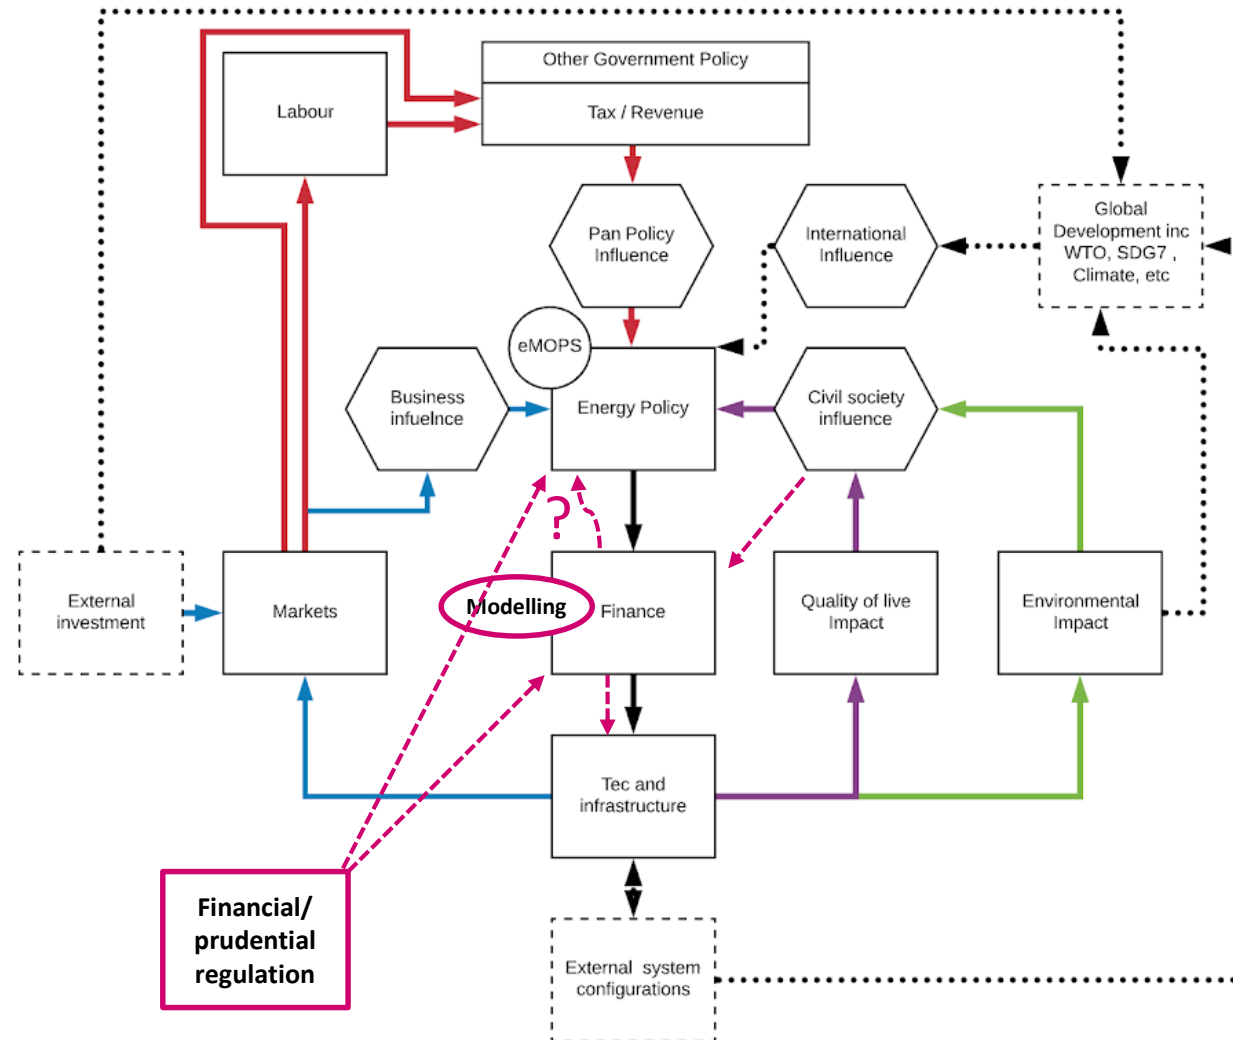 Other Government Policy
Labour
Tax / Revenue
Pan Policy
Influence
International
Influence
Global
Development inc
WTO, SDG7 ,
Climate, etc
eMOPS
Business
infuelnce
Energy Policy
Civil society
influence
?
External
investment
Markets
Modelling
Finance
Quality of live
Impact
Environmental
Impact
Tec and
infrastructure
Financial/
prudential
regulation
External system
configurations